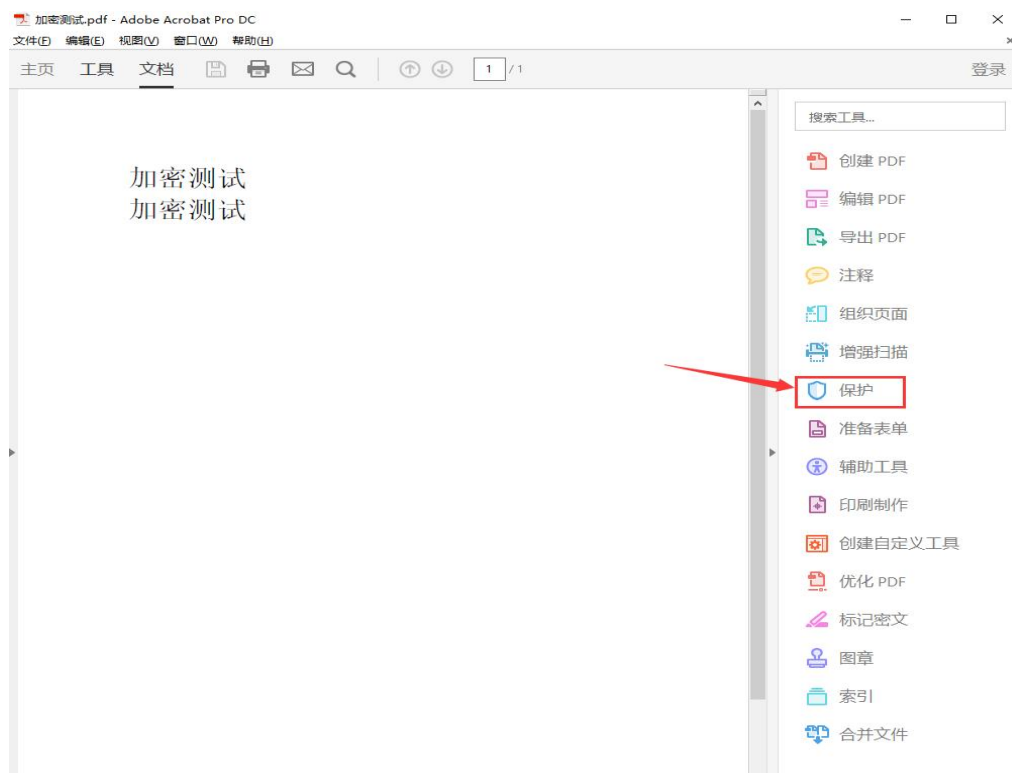 加密测试.pdf - Adobe Acrobat Pro DC
文件(F) 编辑(E) 视图(V) 窗口(W) 帮助(H)
主页 工具 文档 1 / 1 登录
搜索工具...
加密测试
加密测试
创建 PDF
编辑 PDF
导出 PDF
注释
组织页面
增强扫描
保护
准备表单
辅助工具
印刷制作
创建自定义工具
优化 PDF
标记密文
图章
索引
合并文件